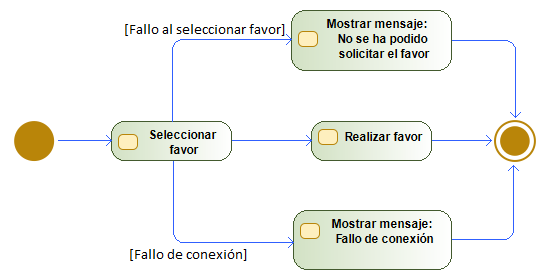 [Fallo al seleccionar favor]
Mostrar mensaje:
No se ha podido
solicitar el favor
Seleccionar
favor
Realizar favor
Mostrar mensaje:
Fallo de conexión
[Fallo de conexión]